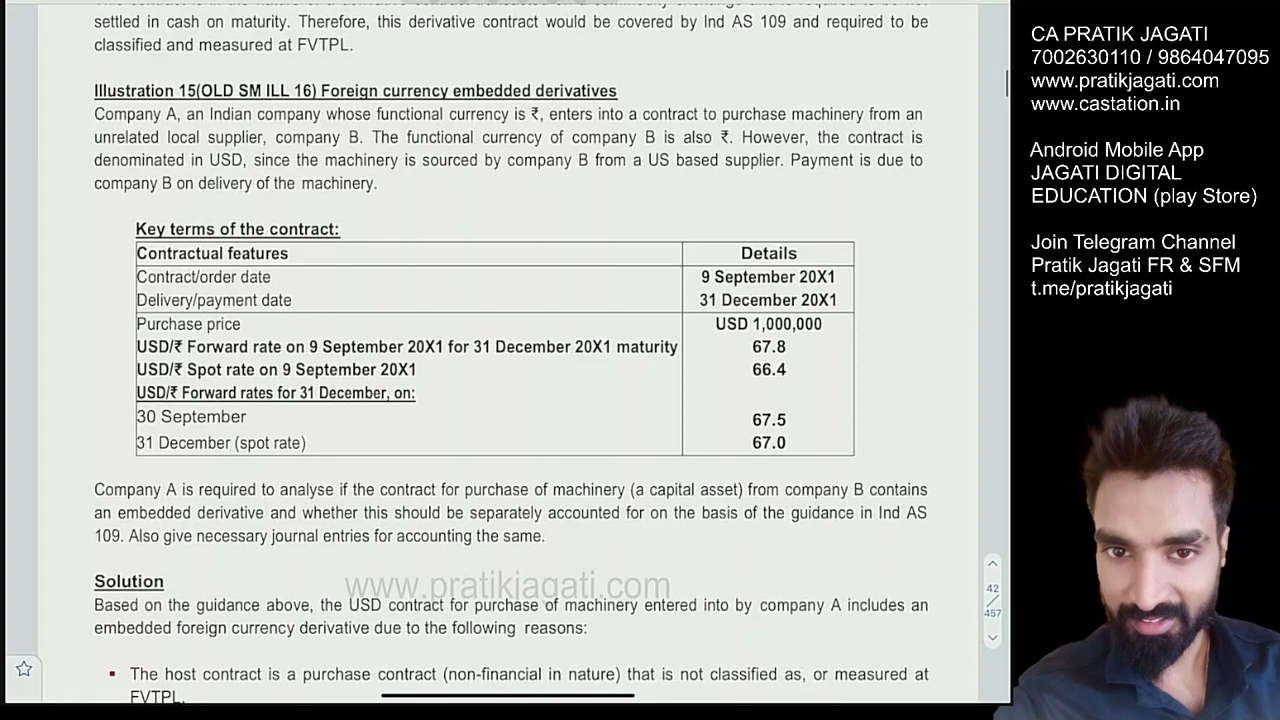 settled in cash on maturity. Therefore, this derivative contract would be covered by Ind AS 109 and required to be
classified and measured at FVTPL.
Illustration 15(OLD SM ILL 16) Foreign currency embedded derivatives
Company A, an Indian company whose functional currency is ₹, enters into a contract to purchase machinery from an
unrelated local supplier, company B. The functional currency of company B is also ₹. However, the contract is
denominated in USD, since the machinery is sourced by company B from a US based supplier. Payment is due to
company B on delivery of the machinery.
Key terms of the contract:
Contractual features Details
Contract/order date 9 September 20X1
Delivery/payment date 31 December 20X1
Purchase price USD 1,000,000
USD/₹ Forward rate on 9 September 20X1 for 31 December 20X1 maturity 67.8
USD/₹ Spot rate on 9 September 20X1 66.4
USD/₹ Forward rates for 31 December, on:
30 September 67.5
31 December (spot rate) 67.0
Company A is required to analyse if the contract for purchase of machinery (a capital asset) from company B contains
an embedded derivative and whether this should be separately accounted for on the basis of the guidance in Ind AS
109. Also give necessary journal entries for accounting the same.
www.pratikjagati.com
Solution
Based on the guidance above, the USD contract for purchase of machinery entered into by company A includes an
embedded foreign currency derivative due to the following reasons:
▪ The host contract is a purchase contract (non-financial in nature) that is not classified as, or measured at
FVTPL.
42
/
457
CA PRATIK JAGATI
7002630110 / 9864047095
www.pratikjagati.com
www.castation.in
Android Mobile App
JAGATI DIGITAL
EDUCATION (play Store)
Join Telegram Channel
Pratik Jagati FR & SFM
t.me/pratikjagati